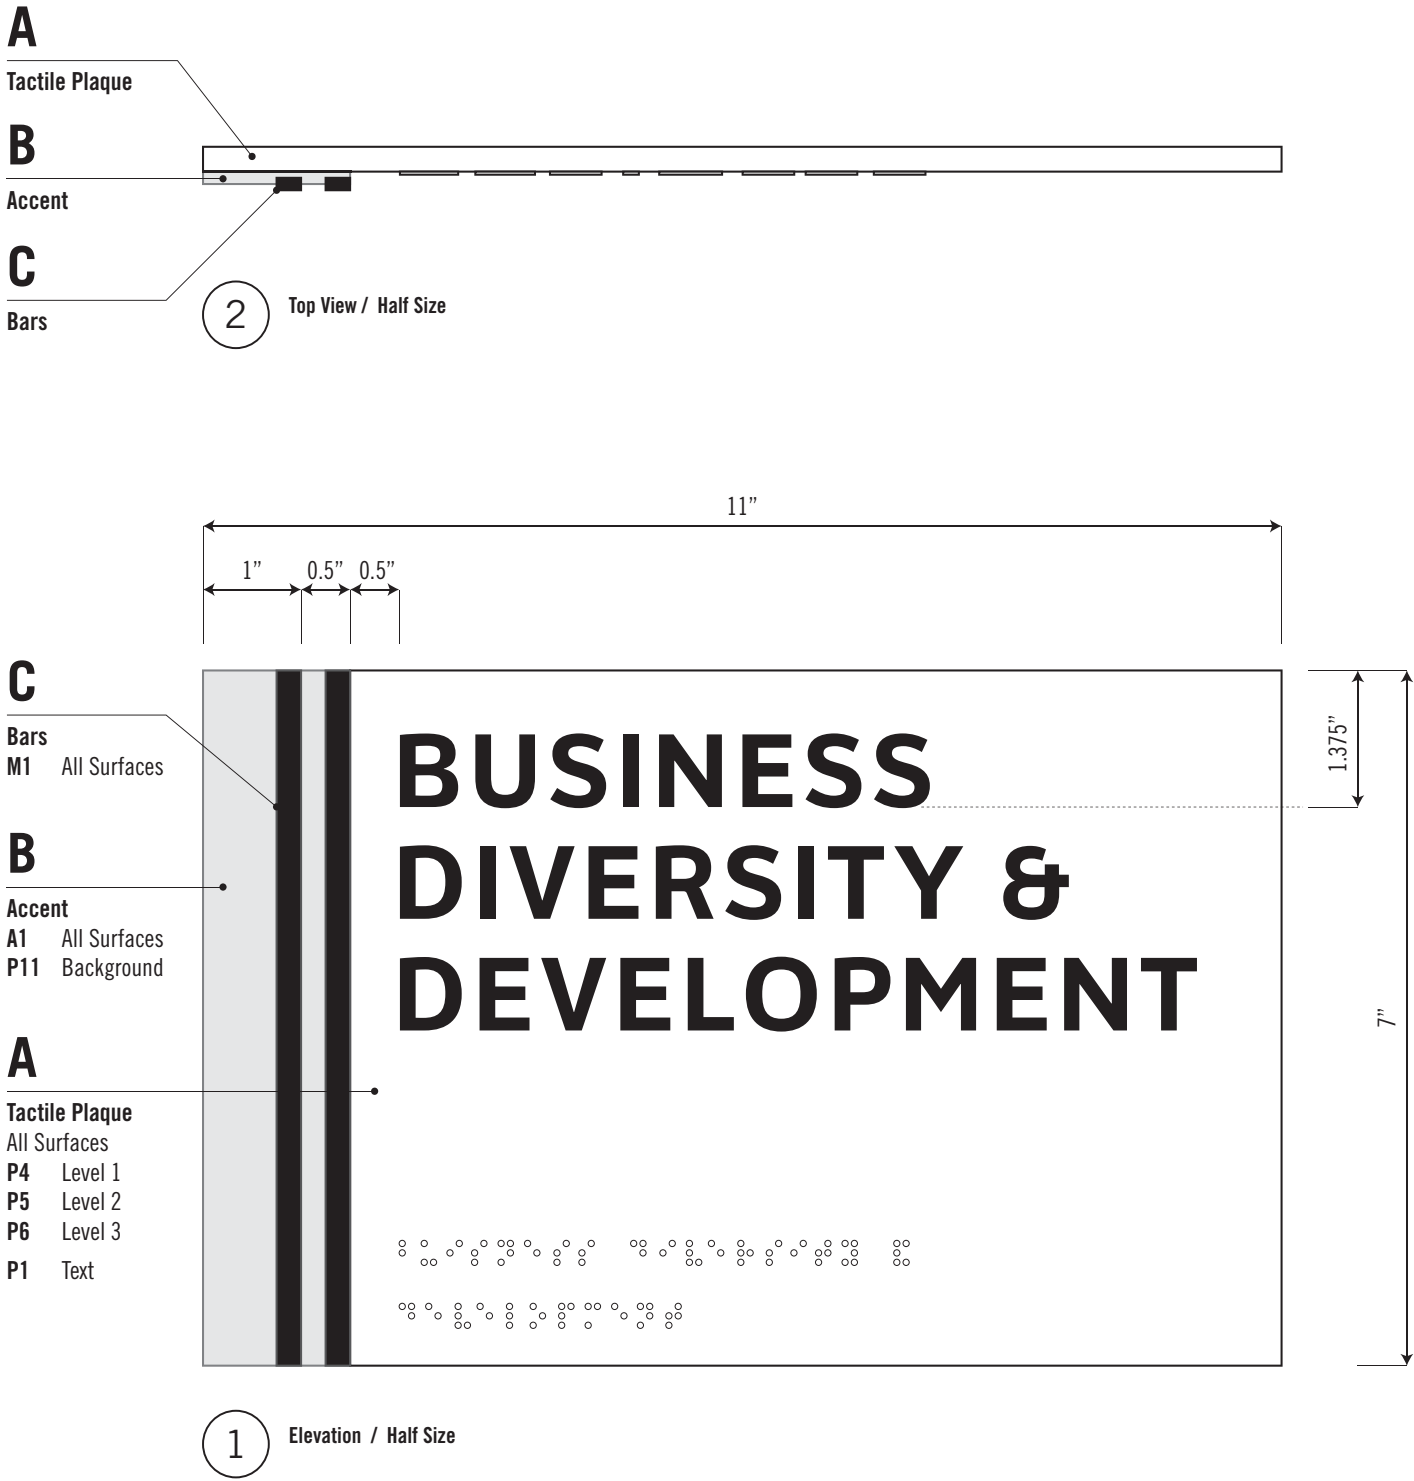 A
Tactile Plaque
B
Accent
C
Bars
2 Top View / Half Size
11”
1” 0.5” 0.5”
C
Bars
M1 All Surfaces
B
Accent
A1 All Surfaces
P11 Background
A
Tactile Plaque
All Surfaces
P4 Level 1
P5 Level 2
P6 Level 3
P1 Text
BUSINESS
DIVERSITY &
DEVELOPMENT
1.375”
7”
1 Elevation / Half Size